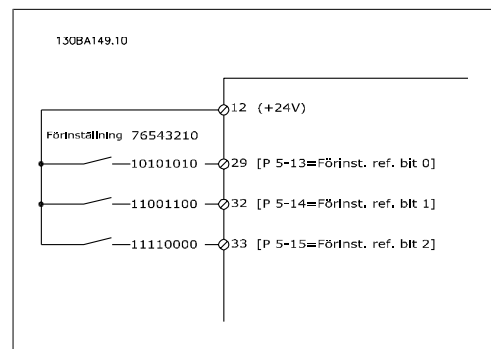 130BA149.10
12 (+24V)
Förinställning 76543210
10101010 29 [P 5-13=Förinst. ref. bit 0]
11001100 32 [P 5-14=Förinst. ref. bit 1]
11110000 33 [P 5-15=Förinst. ref. bit 2]